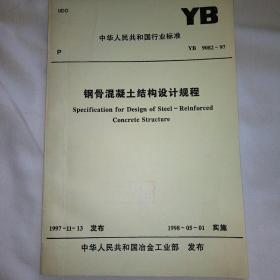 UDC
YB
中华人民共和国行业标准
P
YB 9082-97
钢骨混凝土结构设计规程
Specification for Design of Steel-Reinforced
Concrete Structure
1997-11-13 发布
1998-05-01 实施
中华人民共和国冶金工业部 发布